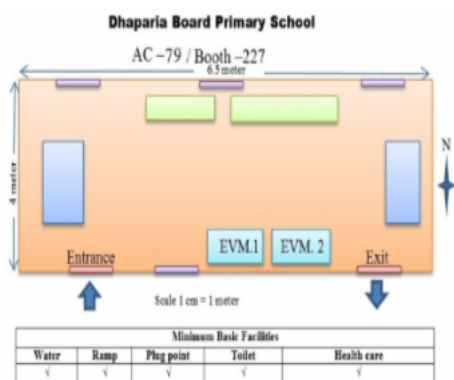 Dhaparia Board Primary School
AC –79 / Booth –227
6.5 meter
4 meter
N
EVM.1
EVM. 2
Entrance
Exit
Scale 1 cm = 1 meter
Minimum Basic Facilities
Water Ramp Plug point Toilet Health care
√ √ √ √ √